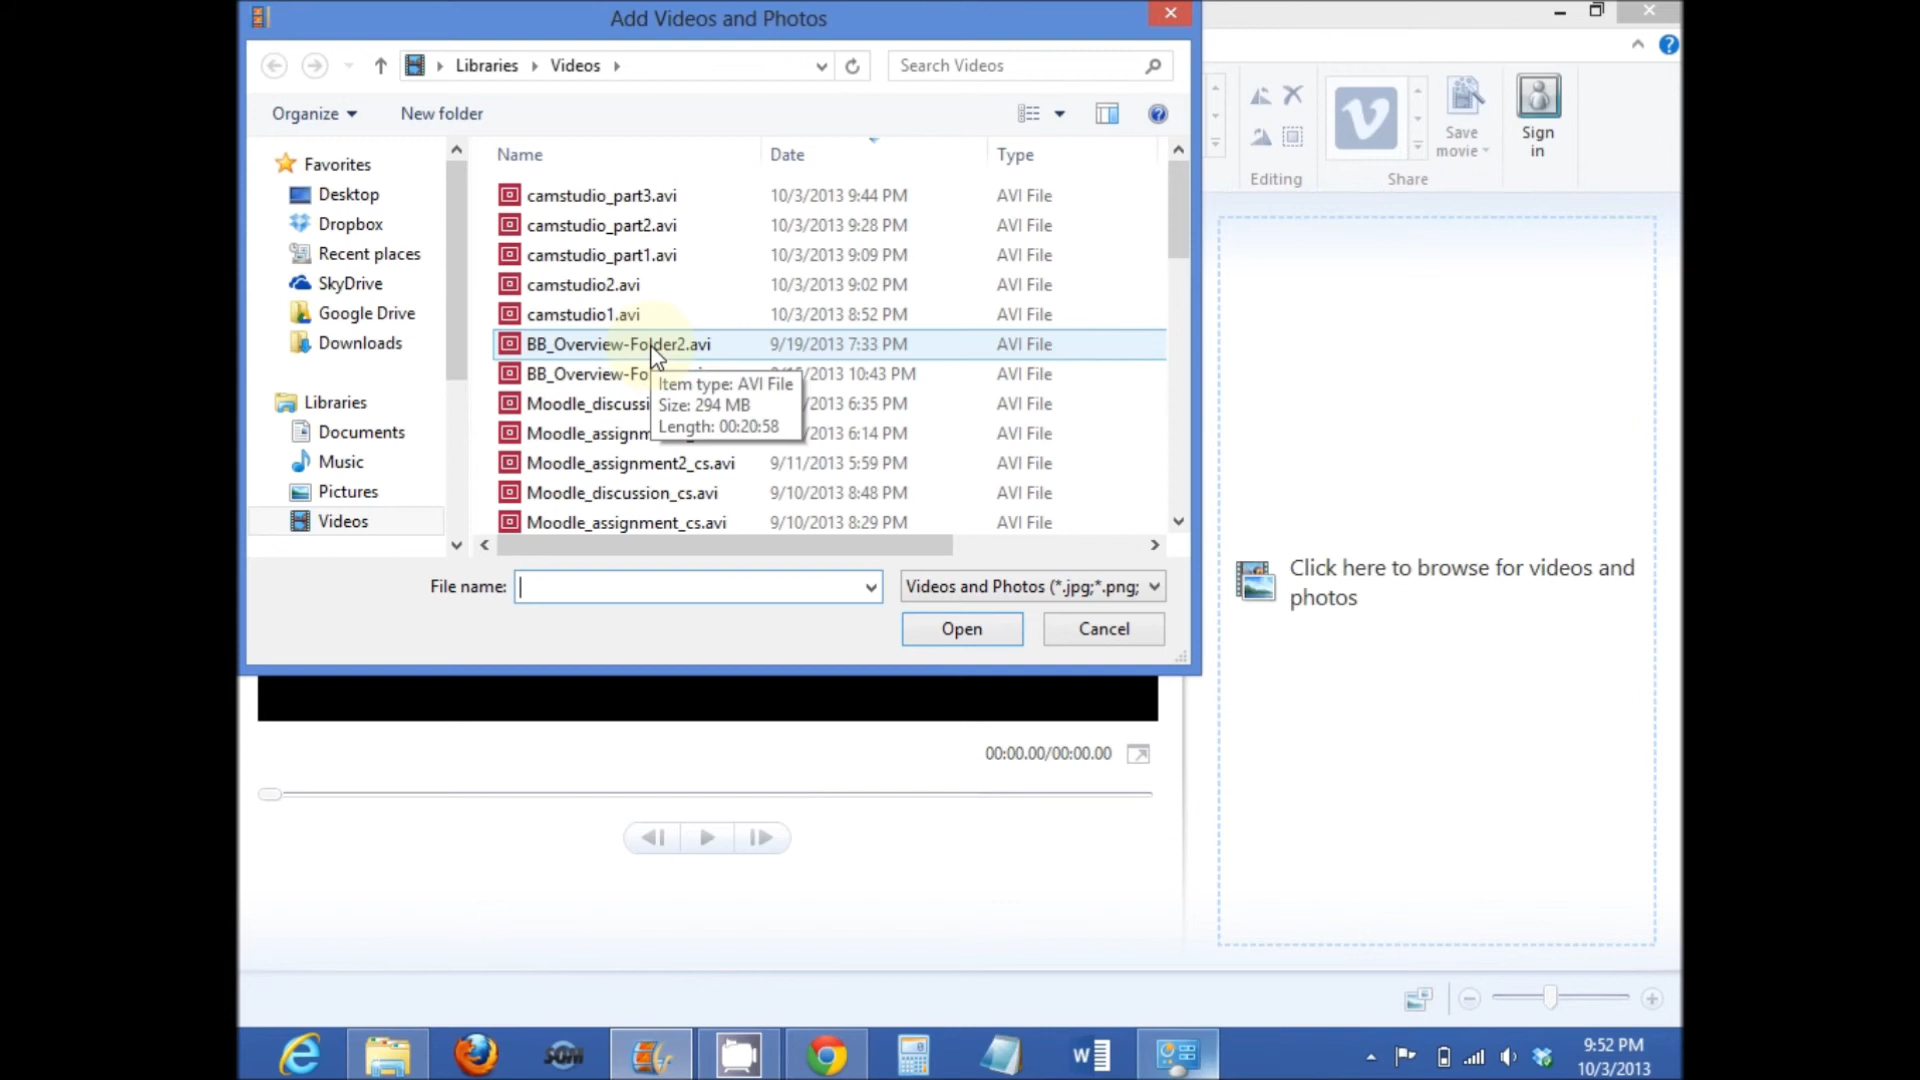 Add Videos and Photos
Libraries Videos
Search Videos
Organize
New folder
Name
Date
Type
Favorites
Desktop
Dropbox
Recent places
SkyDrive
Google Drive
Downloads
Libraries
Documents
Music
Pictures
Videos
camstudio_part3.avi 10/3/2013 9:44 PM AVI File
camstudio_part2.avi 10/3/2013 9:28 PM AVI File
camstudio_part1.avi 10/3/2013 9:09 PM AVI File
camstudio2.avi 10/3/2013 9:02 PM AVI File
camstudio1.avi 10/3/2013 8:52 PM AVI File
BB_Overview-Folder2.avi 9/19/2013 7:33 PM AVI File
BB_Overview-Fo /2013 10:43 PM AVI File
Moodle_discussi /2013 6:35 PM AVI File
Moodle_assignm /2013 6:14 PM AVI File
Moodle_assignment2_cs.avi 9/11/2013 5:59 PM AVI File
Moodle_discussion_cs.avi 9/10/2013 8:48 PM AVI File
Moodle_assignment_cs.avi 9/10/2013 8:29 PM AVI File
Item type: AVI File
Size: 294 MB
Length: 00:20:58
File name:
Videos and Photos (*.jpg;*.png;
Open
Cancel
Save
movie
Sign
in
Editing
Share
Click here to browse for videos and
photos
00:00.00/00:00.00
SOM
W
9:52 PM
10/3/2013